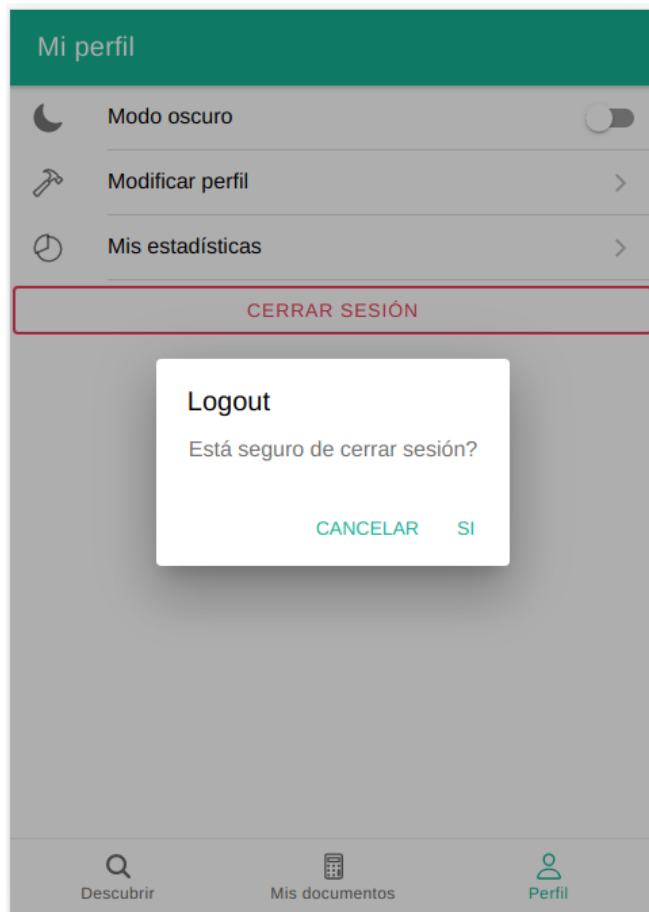 Mi perfil
Modo oscuro
Modificar perfil
Mis estadísticas
CERRAR SESIÓN
Logout
Está seguro de cerrar sesión?
CANCELAR SI
Descubrir Mis documentos Perfil